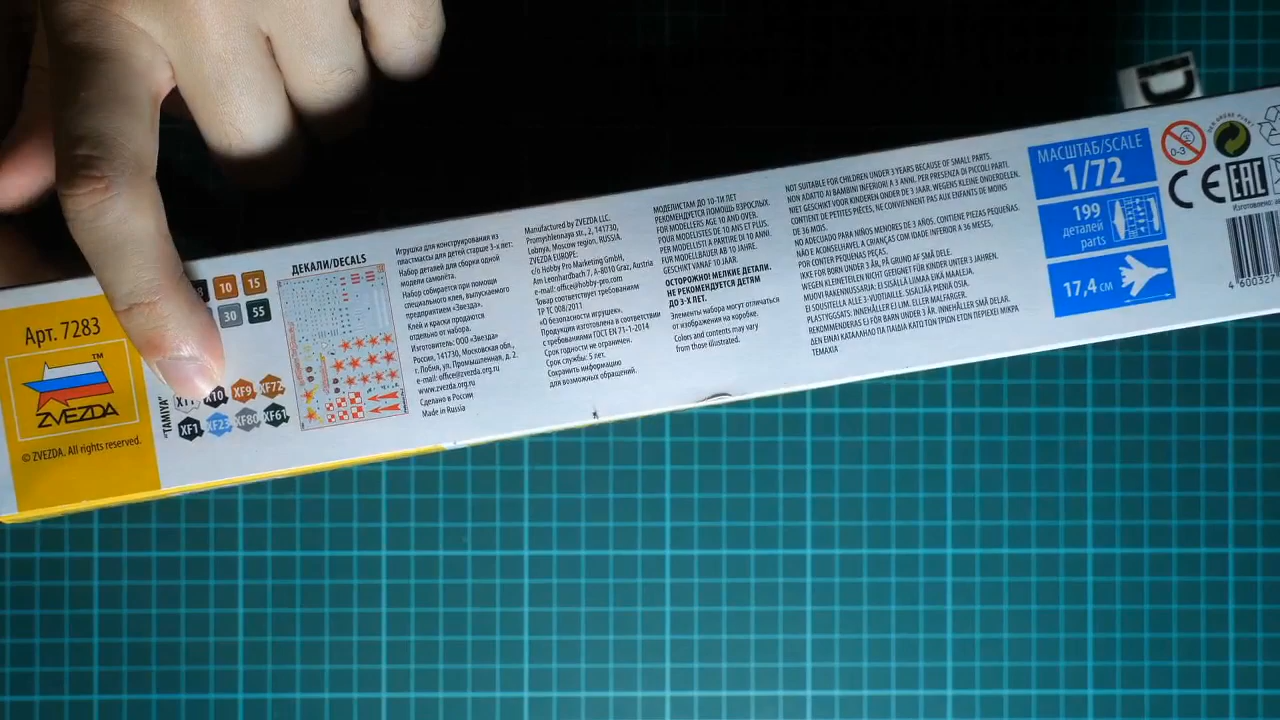 Арт. 7283
TM
ZVEZDA
© ZVEZDA. All rights reserved.
10 15
30 55
"TAMIYA"
X10 XF9 XF72
XF1 XF23 XF80 XF61
ДЕКАЛИ/DECALS
Игрушка для конструирования из
пластмассы для детей старше 3-х лет:
Набор деталей для сборки одной
модели самолета.
Набор собирается при помощи
специального клея, выпускаемого
предприятием «Звезда».
Клей и краски продаются
отдельно от набора.
Изготовитель: ООО «Звезда»
Россия, 141730, Московская обл.,
г. Лобня, ул. Промышленная, д. 2.
e-mail: office@zvezda.org.ru
www.zvezda.org.ru
Сделано в России
Made in Russia
Manufactured by ZVEZDA LLC.
Promyshlennaya str., 2, 141730,
Lobnya, Moscow region, RUSSIA.
ZVEZDA EUROPE:
c/o Hobby Pro Marketing GmbH,
Am Leonhardbach 7, A-8010 Graz, Austria
e-mail: office@hobby-pro.com
Товар соответствует требованиям
ТР ТС 008/2011
«О безопасности игрушек».
Продукция изготовлена в соответствии
с требованиями ГОСТ EN 71-1-2014
Срок годности не ограничен.
Срок службы: 5 лет.
Сохранить информацию
для возможных обращений.
МОДЕЛИСТАМ ДО 10-ТИ ЛЕТ
РЕКОМЕНДУЕТСЯ ПОМОЩЬ ВЗРОСЛЫХ.
FOR MODELLERS AGE 10 AND OVER.
POUR MODÉLISTES DE 10 ANS ET PLUS.
PER MODELLISTI A PARTIRE DI 10 ANNI.
FÜR MODELLBAUER AB 10 JAHRE.
GESCHIKT VANAF 10 JAAR.
ОСТОРОЖНО! МЕЛКИЕ ДЕТАЛИ.
НЕ РЕКОМЕНДУЕТСЯ ДЕТЯМ
ДО 3-Х ЛЕТ.
Элементы набора могут отличаться
от изображения на коробке.
Colors and contents may vary
from those illustrated.
NOT SUITABLE FOR CHILDREN UNDER 3 YEARS BECAUSE OF SMALL PARTS.
NON ADATTO AI BAMBINI INFERIORI A 3 ANNI. PER PRESENZA DI PICCOLI PARTI.
NIET GESCHIKT VOOR KINDEREN ONDER DE 3 JAAR. WEGENS KLEINE ONDERDELEN.
CONTIENT DE PETITES PIÈCES, NE CONVIENNENT PAS AUX ENFANTS DE MOINS
DE 36 MOIS.
NO ADECUADO PARA NIÑOS MENORES DE 3 AÑOS. CONTIENE PIEZAS PEQUEÑAS.
NÃO É ACONSELHAVEL A CRIANÇAS COM IDADE INFERIOR A 36 MESES,
POR CONTER PEQUENAS PEÇAS.
IKKE FOR BØRN UNDER 3 ÅR, PÅ GRUND AF SMÅ DELE.
WEGEN KLEINTEILEN NICHT GEEIGNET FÜR KINDER UNTER 3 JAHREN.
MUOVI RAKENNUSSARJA. EI SISÄLLÄ LIIMA EIKÄ MAALEJA.
EI SOUSTELLA ALLE 3-VUOTIAILLE. SISÄLTÄÄ PIENIÄ OSIA.
PLASTBYGGSATS: INNEHÅLLER EJ LIM. ELLER MALFARGER.
REKOMMENDERAS EJ FÖR BARN UNDER 3 ÅR. INNEHÅLLER SMÅ DELAR.
ΔΕΝ ΕΙΝΑΙ ΚΑΤΑΛΛΗΛΟ ΓΙΑ ΠΑΙΔΙΑ ΚΑΤΩ ΤΩΝ ΤΡΙΩΝ ΕΤΩΝ ΠΕΡΙΕΧΕΙ ΜΙΚΡΑ
ΤΕΜΑΧΙΑ
МАСШТАБ/SCALE
1/72
199
деталей
parts
17,4 см
0-3
DER GRÜNE PUNKT
CE EAC
Изготовлено:
4 600327